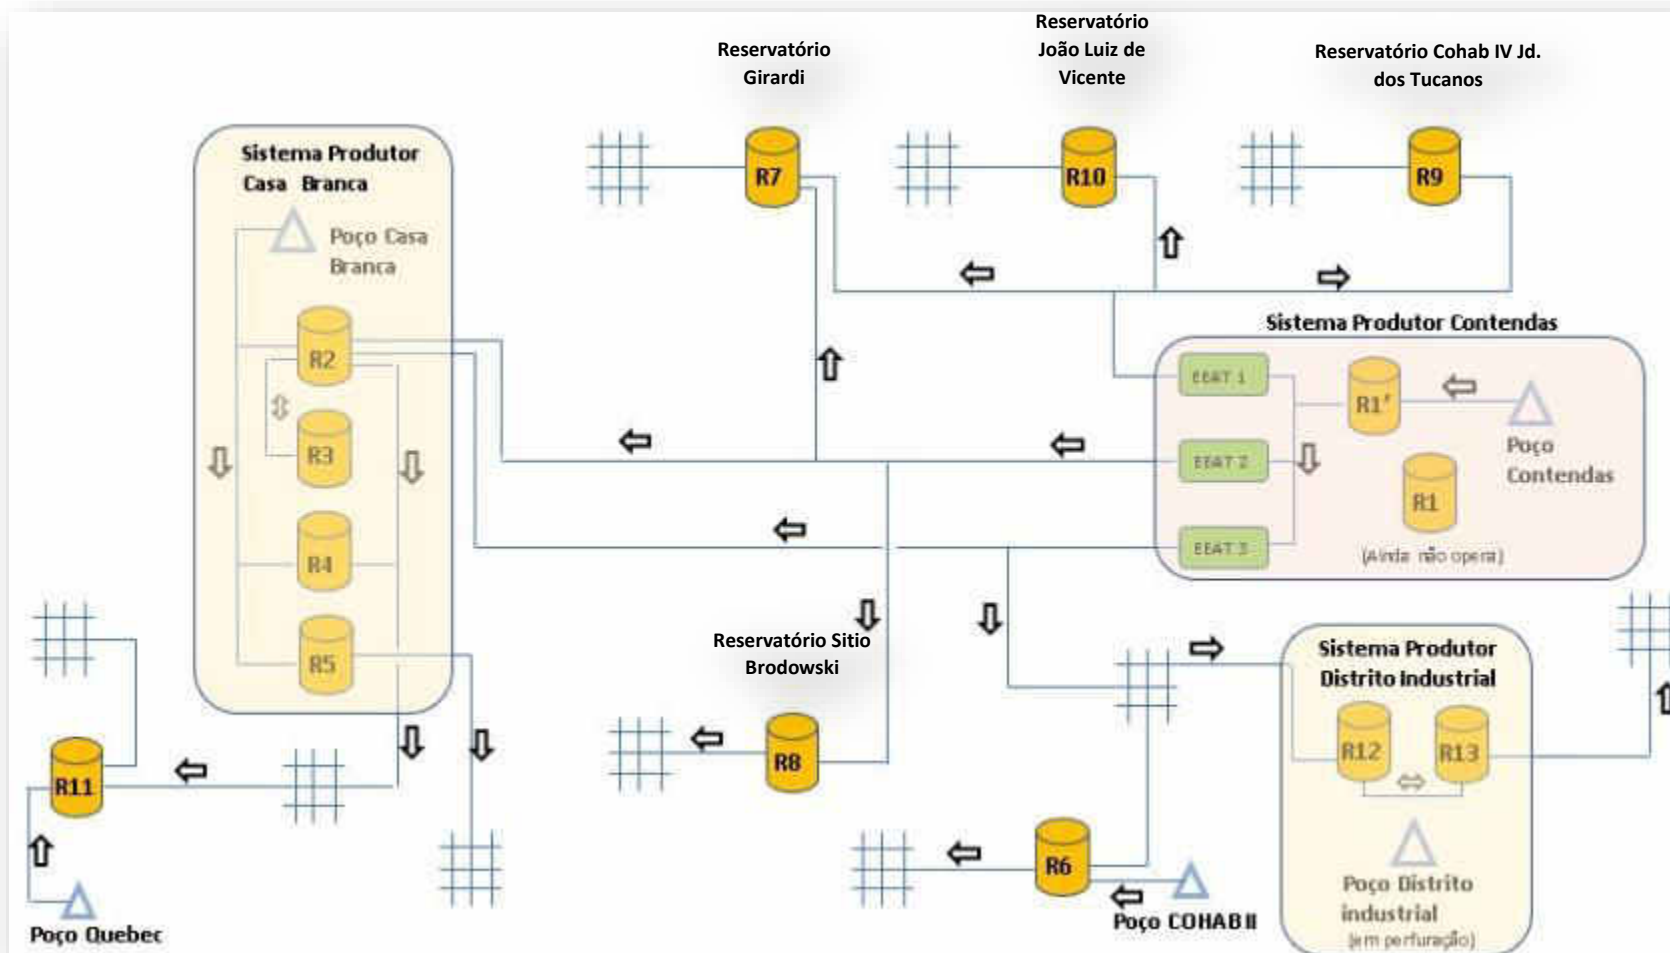 Reservatório
Girardi
Reservatório
João Luiz de
Vicente
Reservatório Cohab IV Jd.
dos Tucanos
Sistema Produtor
Casa Branca
Poço Casa
Branca
R2
R3
R4
R5
R7
R10
R9
Sistema Produtor Contendas
EEAT 1
EEAT 2
EEAT 3
R1'
R1
(Ainda não opera)
Poço
Contendas
Reservatório Sitio
Brodowski
R8
Sistema Produtor
Distrito Industrial
R12
R13
Poço Distrito
industrial
(em perfuração)
R11
Poço Quebec
R6
Poço COHAB II